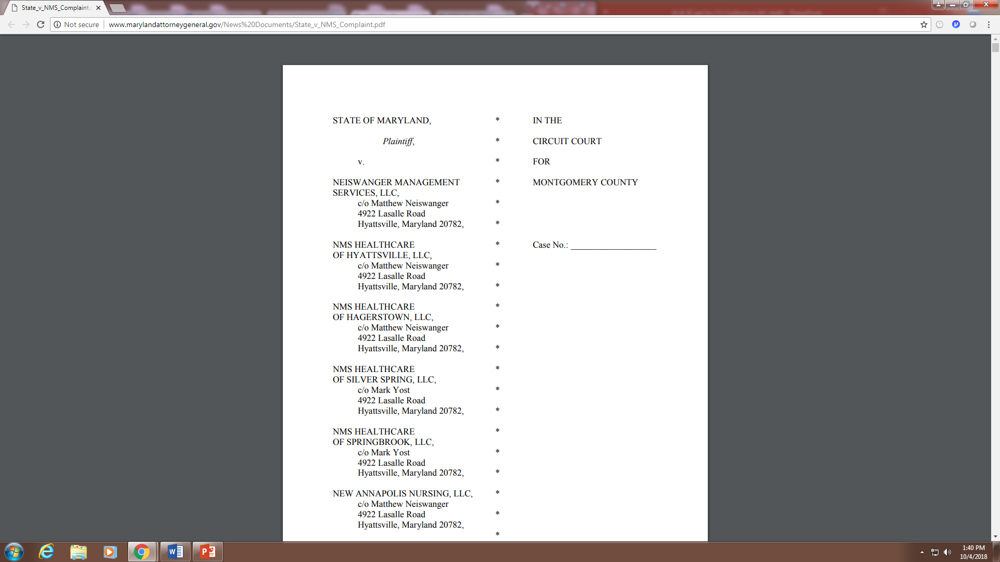 State_v_NMS_Complaint.
Not secure
www.marylandattorneygeneral.gov/News%20Documents/State_v_NMS_Complaint.pdf
STATE OF MARYLAND, * IN THE
Plaintiff, * CIRCUIT COURT
v. * FOR
NEISWANGER MANAGEMENT * MONTGOMERY COUNTY
SERVICES, LLC,
c/o Matthew Neiswanger *
4922 Lasalle Road
Hyattsville, Maryland 20782, *
NMS HEALTHCARE * Case No.: ____________________
OF HYATTSVILLE, LLC,
c/o Matthew Neiswanger *
4922 Lasalle Road
Hyattsville, Maryland 20782, *
NMS HEALTHCARE *
OF HAGERSTOWN, LLC,
c/o Matthew Neiswanger *
4922 Lasalle Road
Hyattsville, Maryland 20782, *
NMS HEALTHCARE *
OF SILVER SPRING, LLC,
c/o Mark Yost *
4922 Lasalle Road
Hyattsville, Maryland 20782, *
NMS HEALTHCARE *
OF SPRINGBROOK, LLC,
c/o Mark Yost *
4922 Lasalle Road
Hyattsville, Maryland 20782, *
NEW ANNAPOLIS NURSING, LLC, *
c/o Matthew Neiswanger
4922 Lasalle Road *
Hyattsville, Maryland 20782,
*
1:40 PM
10/4/2018